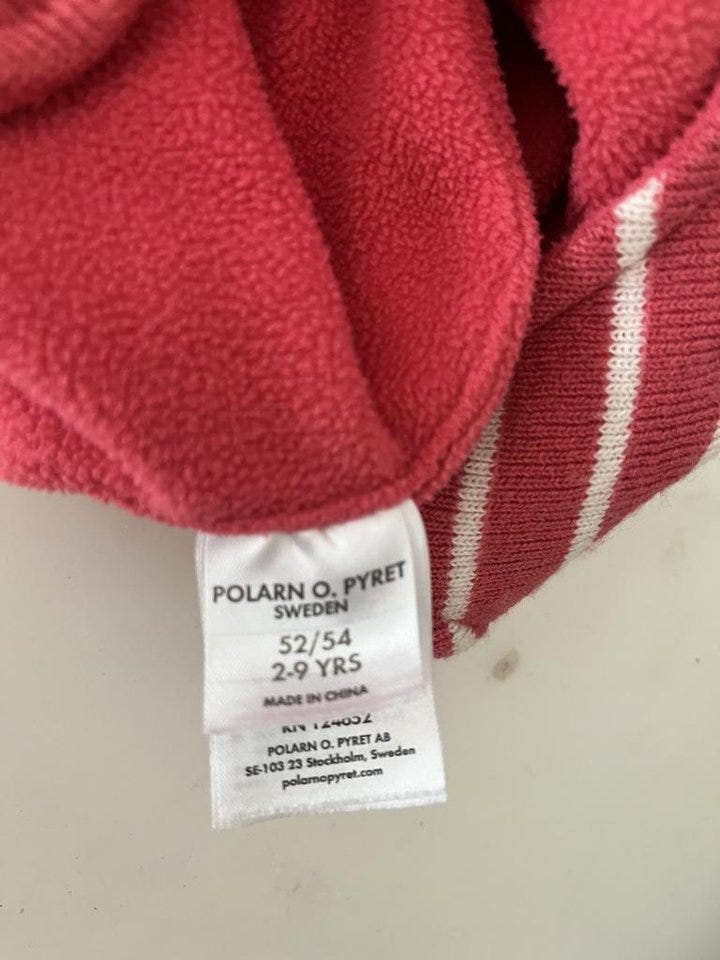 POLARN O. PYRET
SWEDEN
52/54
2-9 YRS
MADE IN CHINA
POLARN O. PYRET AB
SE-103 23 Stockholm, Sweden
polarnopyret.com